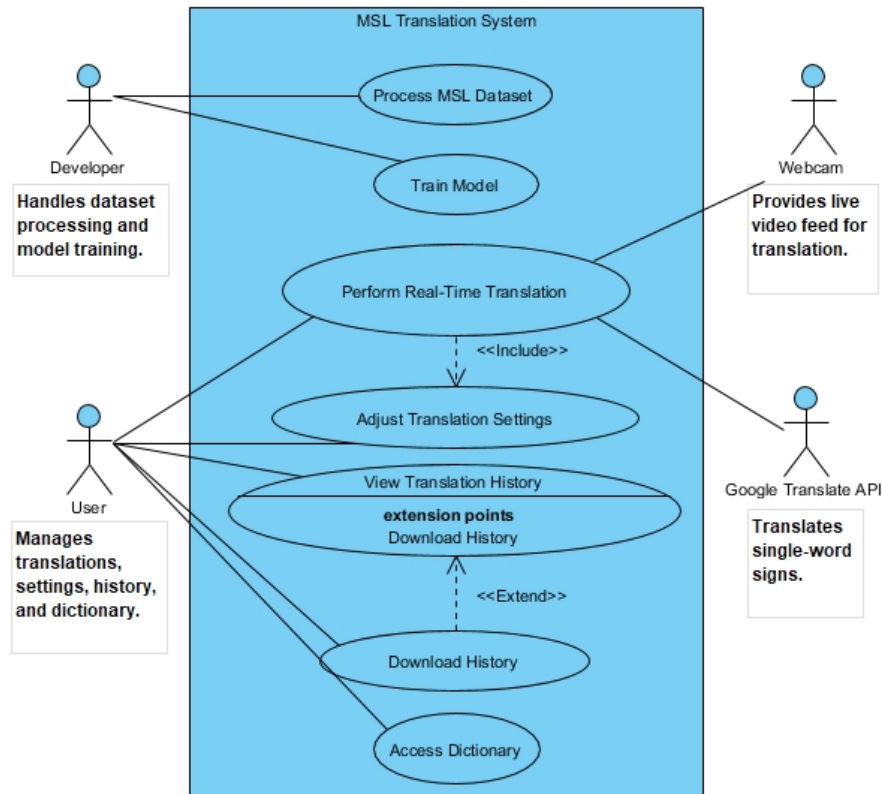 MSL Translation System
Process MSL Dataset
Developer
Handles dataset
processing and
model training.
Train Model
Webcam
Provides live
video feed for
translation.
Perform Real-Time Translation
<<Include>>
Adjust Translation Settings
User
Manages
translations,
settings, history,
and dictionary.
View Translation History
extension points
Download History
Google Translate API
Translates
single-word
signs.
<<Extend>>
Download History
Access Dictionary